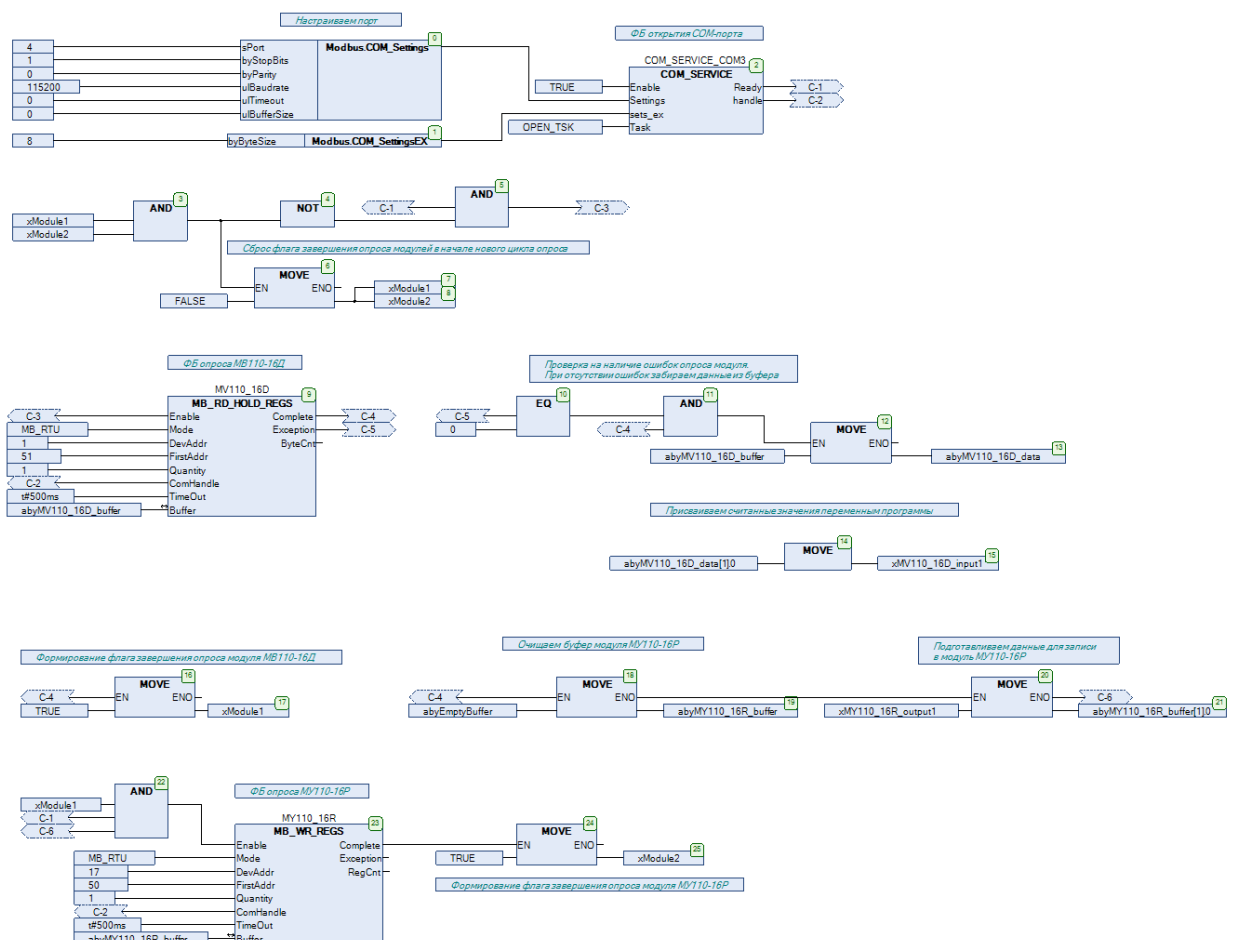 Настраиваем порт
0
4
sPort
Modbus.COM_Settings
1
byStopBits
0
byParity
115200
ulBaudrate
0
ulTimeout
0
ulBufferSize
1
8
byByteSize
Modbus.COM_SettingsEX
ФБ открытия COM-порта
COM_SERVICE_COM3
2
COM_SERVICE
TRUE
Enable
Ready
C-1
Settings
handle
C-2
sets_ex
OPEN_TSK
Task
3
AND
xModule1
xModule2
4
NOT
5
AND
C-1
C-3
Сброс флага завершения опроса модулей в начале нового цикла опроса
6
MOVE
EN
ENO
FALSE
xModule1
7
xModule2
8
ФБ опроса МВ110-16Д
MV110_16D
9
MB_RD_HOLD_REGS
C-3
Enable
Complete
C-4
MB_RTU
Mode
Exception
C-5
1
DevAddr
ByteCnt
51
FirstAddr
1
Quantity
C-2
ComHandle
t#500ms
TimeOut
abyMV110_16D_buffer
Buffer
Проверка на наличие ошибок опроса модуля.
При отсутствии ошибок забираем данные из буфера
10
EQ
C-5
0
11
AND
C-4
12
MOVE
EN
ENO
abyMV110_16D_buffer
abyMV110_16D_data
13
Присваиваем считанные значения переменным программы
14
MOVE
abyMV110_16D_data[1].0
xMV110_16D_input1
15
Формирование флага завершения опроса модуля МВ110-16Д
16
MOVE
C-4
EN
ENO
TRUE
xModule1
17
Очищаем буфер модуля МУ110-16Р
18
MOVE
C-4
EN
ENO
abyEmptyBuffer
abyMY110_16R_buffer
19
Подготавливаем данные для записи
в модуль МУ110-16Р
20
MOVE
EN
ENO
C-6
xMY110_16R_output1
abyMY110_16R_buffer[1].0
21
22
AND
xModule1
C-1
C-6
ФБ опроса МУ110-16Р
MY110_16R
23
MB_WR_REGS
Enable
Complete
MB_RTU
Mode
Exception
17
DevAddr
RegCnt
50
FirstAddr
1
Quantity
C-2
ComHandle
t#500ms
TimeOut
abyMY110_16R_buffer
Buffer
24
MOVE
EN
ENO
TRUE
xModule2
25
Формирование флага завершения опроса модуля МУ110-16Р